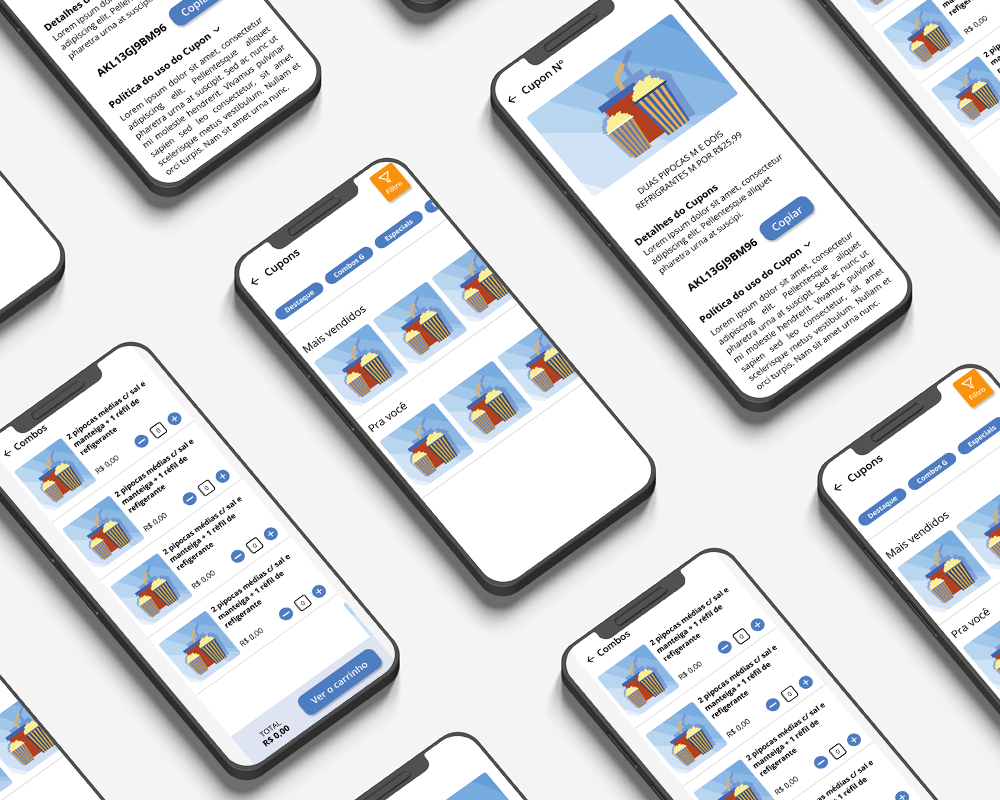 Detalhes do Cupons
Lorem ipsum dolor sit amet, consectetur
adipiscing elit. Pellentesque aliquet
pharetra urna at suscipi.
AKL13GJ9BM96
Copiar
Política do uso do Cupon
Lorem ipsum dolor sit amet, consectetur
adipiscing elit. Pellentesque aliquet
pharetra urna at suscipit. Sed ac nunc ut
mi molestie hendrerit. Vivamus pulvinar
sapien sed leo consectetur, sit amet
scelerisque metus vestibulum. Nullam et
orci turpis. Nam sit amet urna nunc.
Cupons
Filtro
Destaque
Combos G
Especiais
Mais vendidos
Pra você
Cupon Nº
DUAS PIPOCAS M E DOIS
REFRIGRANTES M POR R$25,99
Detalhes do Cupons
Lorem ipsum dolor sit amet, consectetur
adipiscing elit. Pellentesque aliquet
pharetra urna at suscipi.
AKL13GJ9BM96
Copiar
Política do uso do Cupon
Lorem ipsum dolor sit amet, consectetur
adipiscing elit. Pellentesque aliquet
pharetra urna at suscipit. Sed ac nunc ut
mi molestie hendrerit. Vivamus pulvinar
sapien sed leo consectetur, sit amet
scelerisque metus vestibulum. Nullam et
orci turpis. Nam sit amet urna nunc.
R$ 0,00
Combos
2 pipocas médias c/ sal e
manteiga + 1 réfil de
refigerante
R$ 0,00
0
2 pipocas médias c/ sal e
manteiga + 1 réfil de
refigerante
R$ 0,00
0
2 pipocas médias c/ sal e
manteiga + 1 réfil de
refigerante
R$ 0,00
0
2 pipocas médias c/ sal e
manteiga + 1 réfil de
refigerante
R$ 0,00
0
TOTAL
R$ 0,00
Ver o carrinho
Cupons
Filtro
Destaque
Combos G
Especiais
Mais vendidos
Pra você
Combos
2 pipocas médias c/ sal e
manteiga + 1 réfil de
refigerante
R$ 0,00
0
2 pipocas médias c/ sal e
manteiga + 1 réfil de
refigerante
R$ 0,00
0
2 pipocas médias c/ sal e
manteiga + 1 réfil de
refigerante
R$ 0,00
0
2 pipocas médias c/ sal e